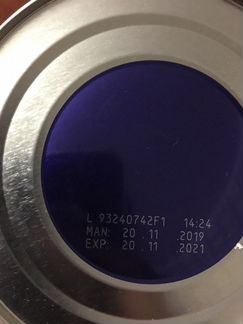 L 93240742F1 14:24
MAN: 20 . 11 .2019
EXP: 20 . 11 .2021